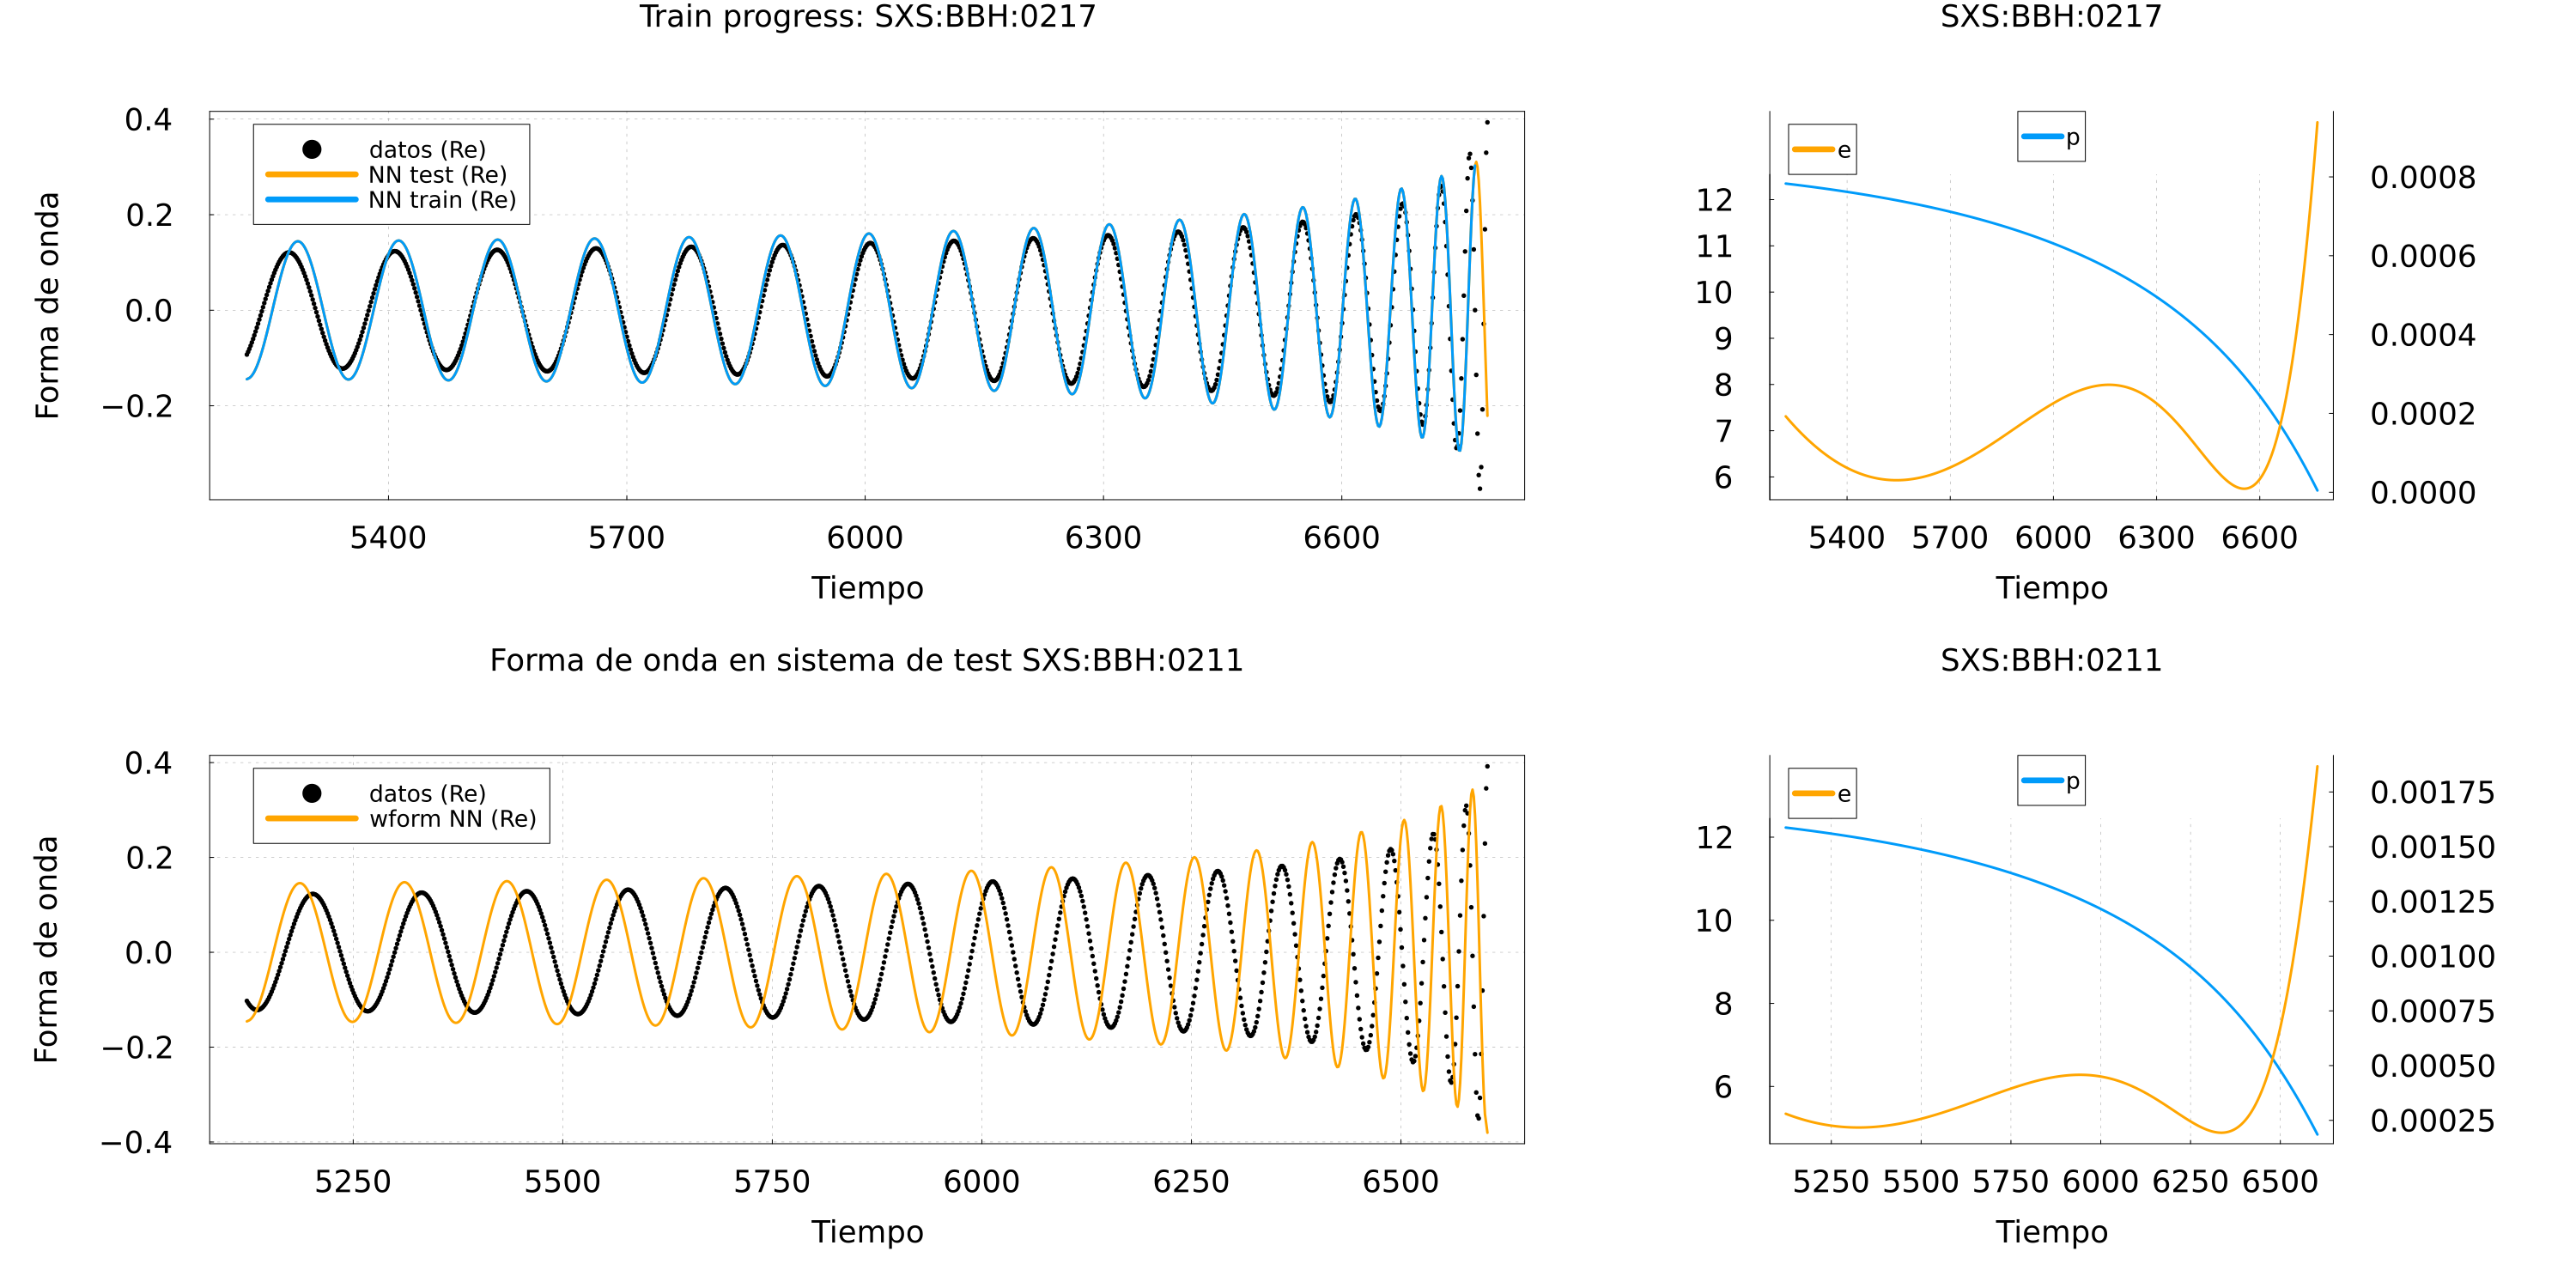 Train progress: SXS:BBH:0217
0.4
0.2
0.0
−0.2
Forma de onda
datos (Re)
NN test (Re)
NN train (Re)
5400 5700 6000 6300 6600
Tiempo
SXS:BBH:0217
e
p
12
11
10
9
8
7
6
0.0008
0.0006
0.0004
0.0002
0.0000
5400 5700 6000 6300 6600
Tiempo
Forma de onda en sistema de test SXS:BBH:0211
0.4
0.2
0.0
−0.2
−0.4
Forma de onda
datos (Re)
wform NN (Re)
5250 5500 5750 6000 6250 6500
Tiempo
SXS:BBH:0211
e
p
12
10
8
6
0.00175
0.00150
0.00125
0.00100
0.00075
0.00050
0.00025
5250 5500 5750 6000 6250 6500
Tiempo